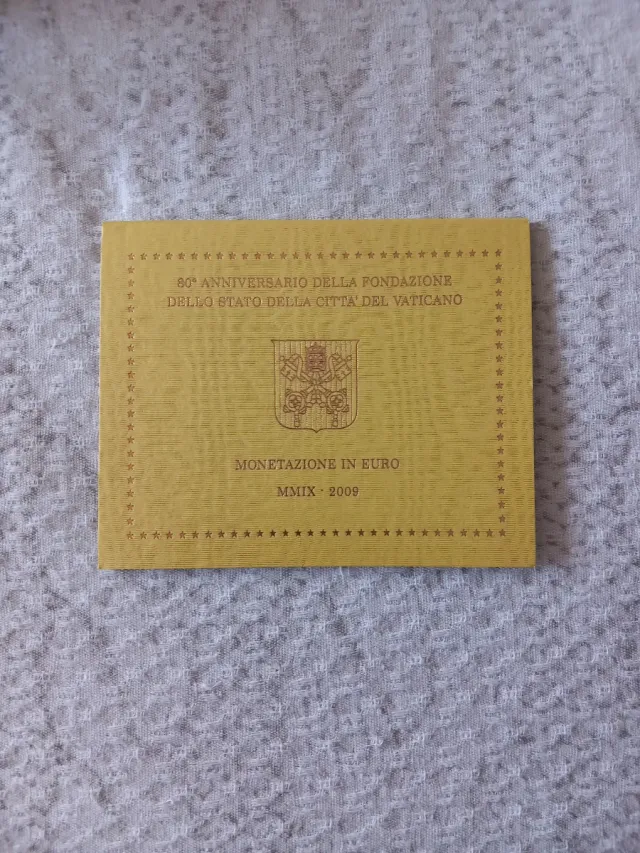 80° ANNIVERSARIO DELLA FONDAZIONE
DELLO STATO DELLA CITTA' DEL VATICANO
MONETAZIONE IN EURO
MMIX · 2009